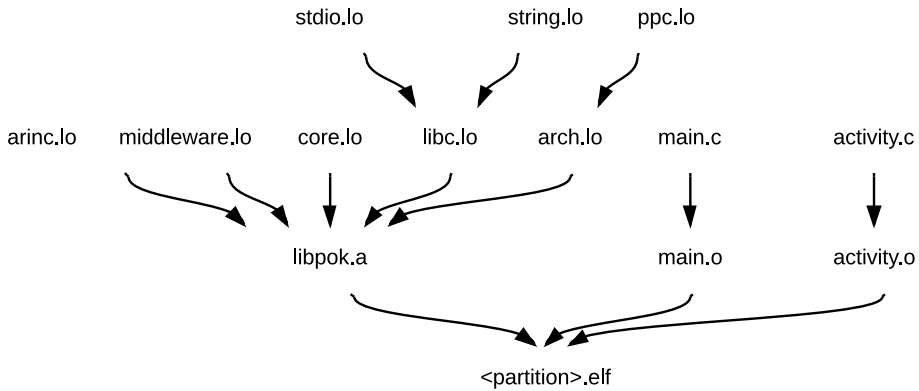 stdio.lo string.lo ppc.lo
arinc.lo middleware.lo core.lo libc.lo arch.lo main.c activity.c
libpok.a main.o activity.o
<partition>.elf